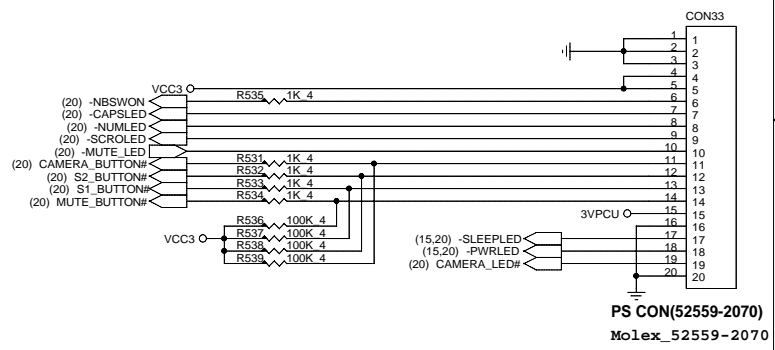 CON33
1 1
2 2
3 3
4 4
VCC3 5 5
(20) -NBSWON R535 1K_4 6 6
(20) -CAPSLED 7 7
(20) -NUMLED 8 8
(20) -SCROLED 9 9
(20) -MUTE_LED 10 10
(20) CAMERA_BUTTON# R531 1K_4 11 11
(20) S2_BUTTON# R532 1K_4 12 12
(20) S1_BUTTON# R533 1K_4 13 13
(20) MUTE_BUTTON# R534 1K_4 14 14
3VPCU 15 15
R536 100K_4 16 16
VCC3 R537 100K_4 (15,20) -SLEEPLED 17 17
R538 100K_4 (15,20) -PWRLED 18 18
R539 100K_4 (20) CAMERA_LED# 19 19
20 20
PS CON(52559-2070)
Molex_52559-2070